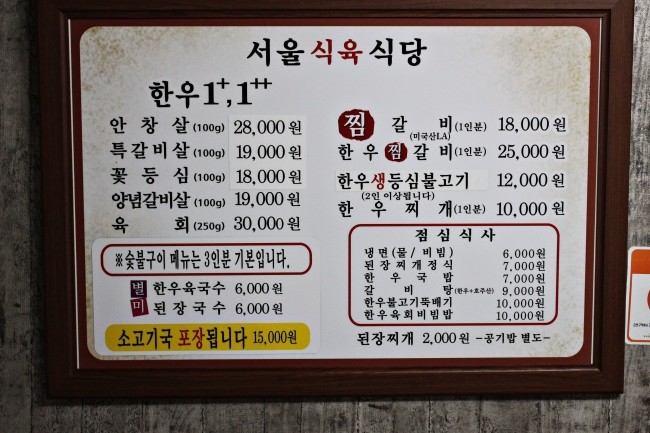 서울식육식당
한우1+,1++
안창살(100g) 28,000원
특갈비살(100g) 19,000원
꽃등심(100g) 18,000원
양념갈비살(100g) 19,000원
육회(250g) 30,000원
※숯불구이 메뉴는 3인분 기본입니다.
별미
한우육국수 6,000원
된장국수 6,000원
소고기국 포장됩니다 15,000원
찜갈비(1인분) 18,000원
(미국산LA)
한우찜갈비(1인분) 25,000원
한우생등심불고기 12,000원
(2인 이상됩니다)
한우찌개(1인분) 10,000원
점심식사
냉면(물/비빔) 6,000원
된장찌개정식 7,000원
한우국밥 7,000원
갈비탕(한우+호주산) 9,000원
한우불고기뚝배기 10,000원
한우육회비빔밥 10,000원
된장찌개 2,000원 -공기밥 별도-